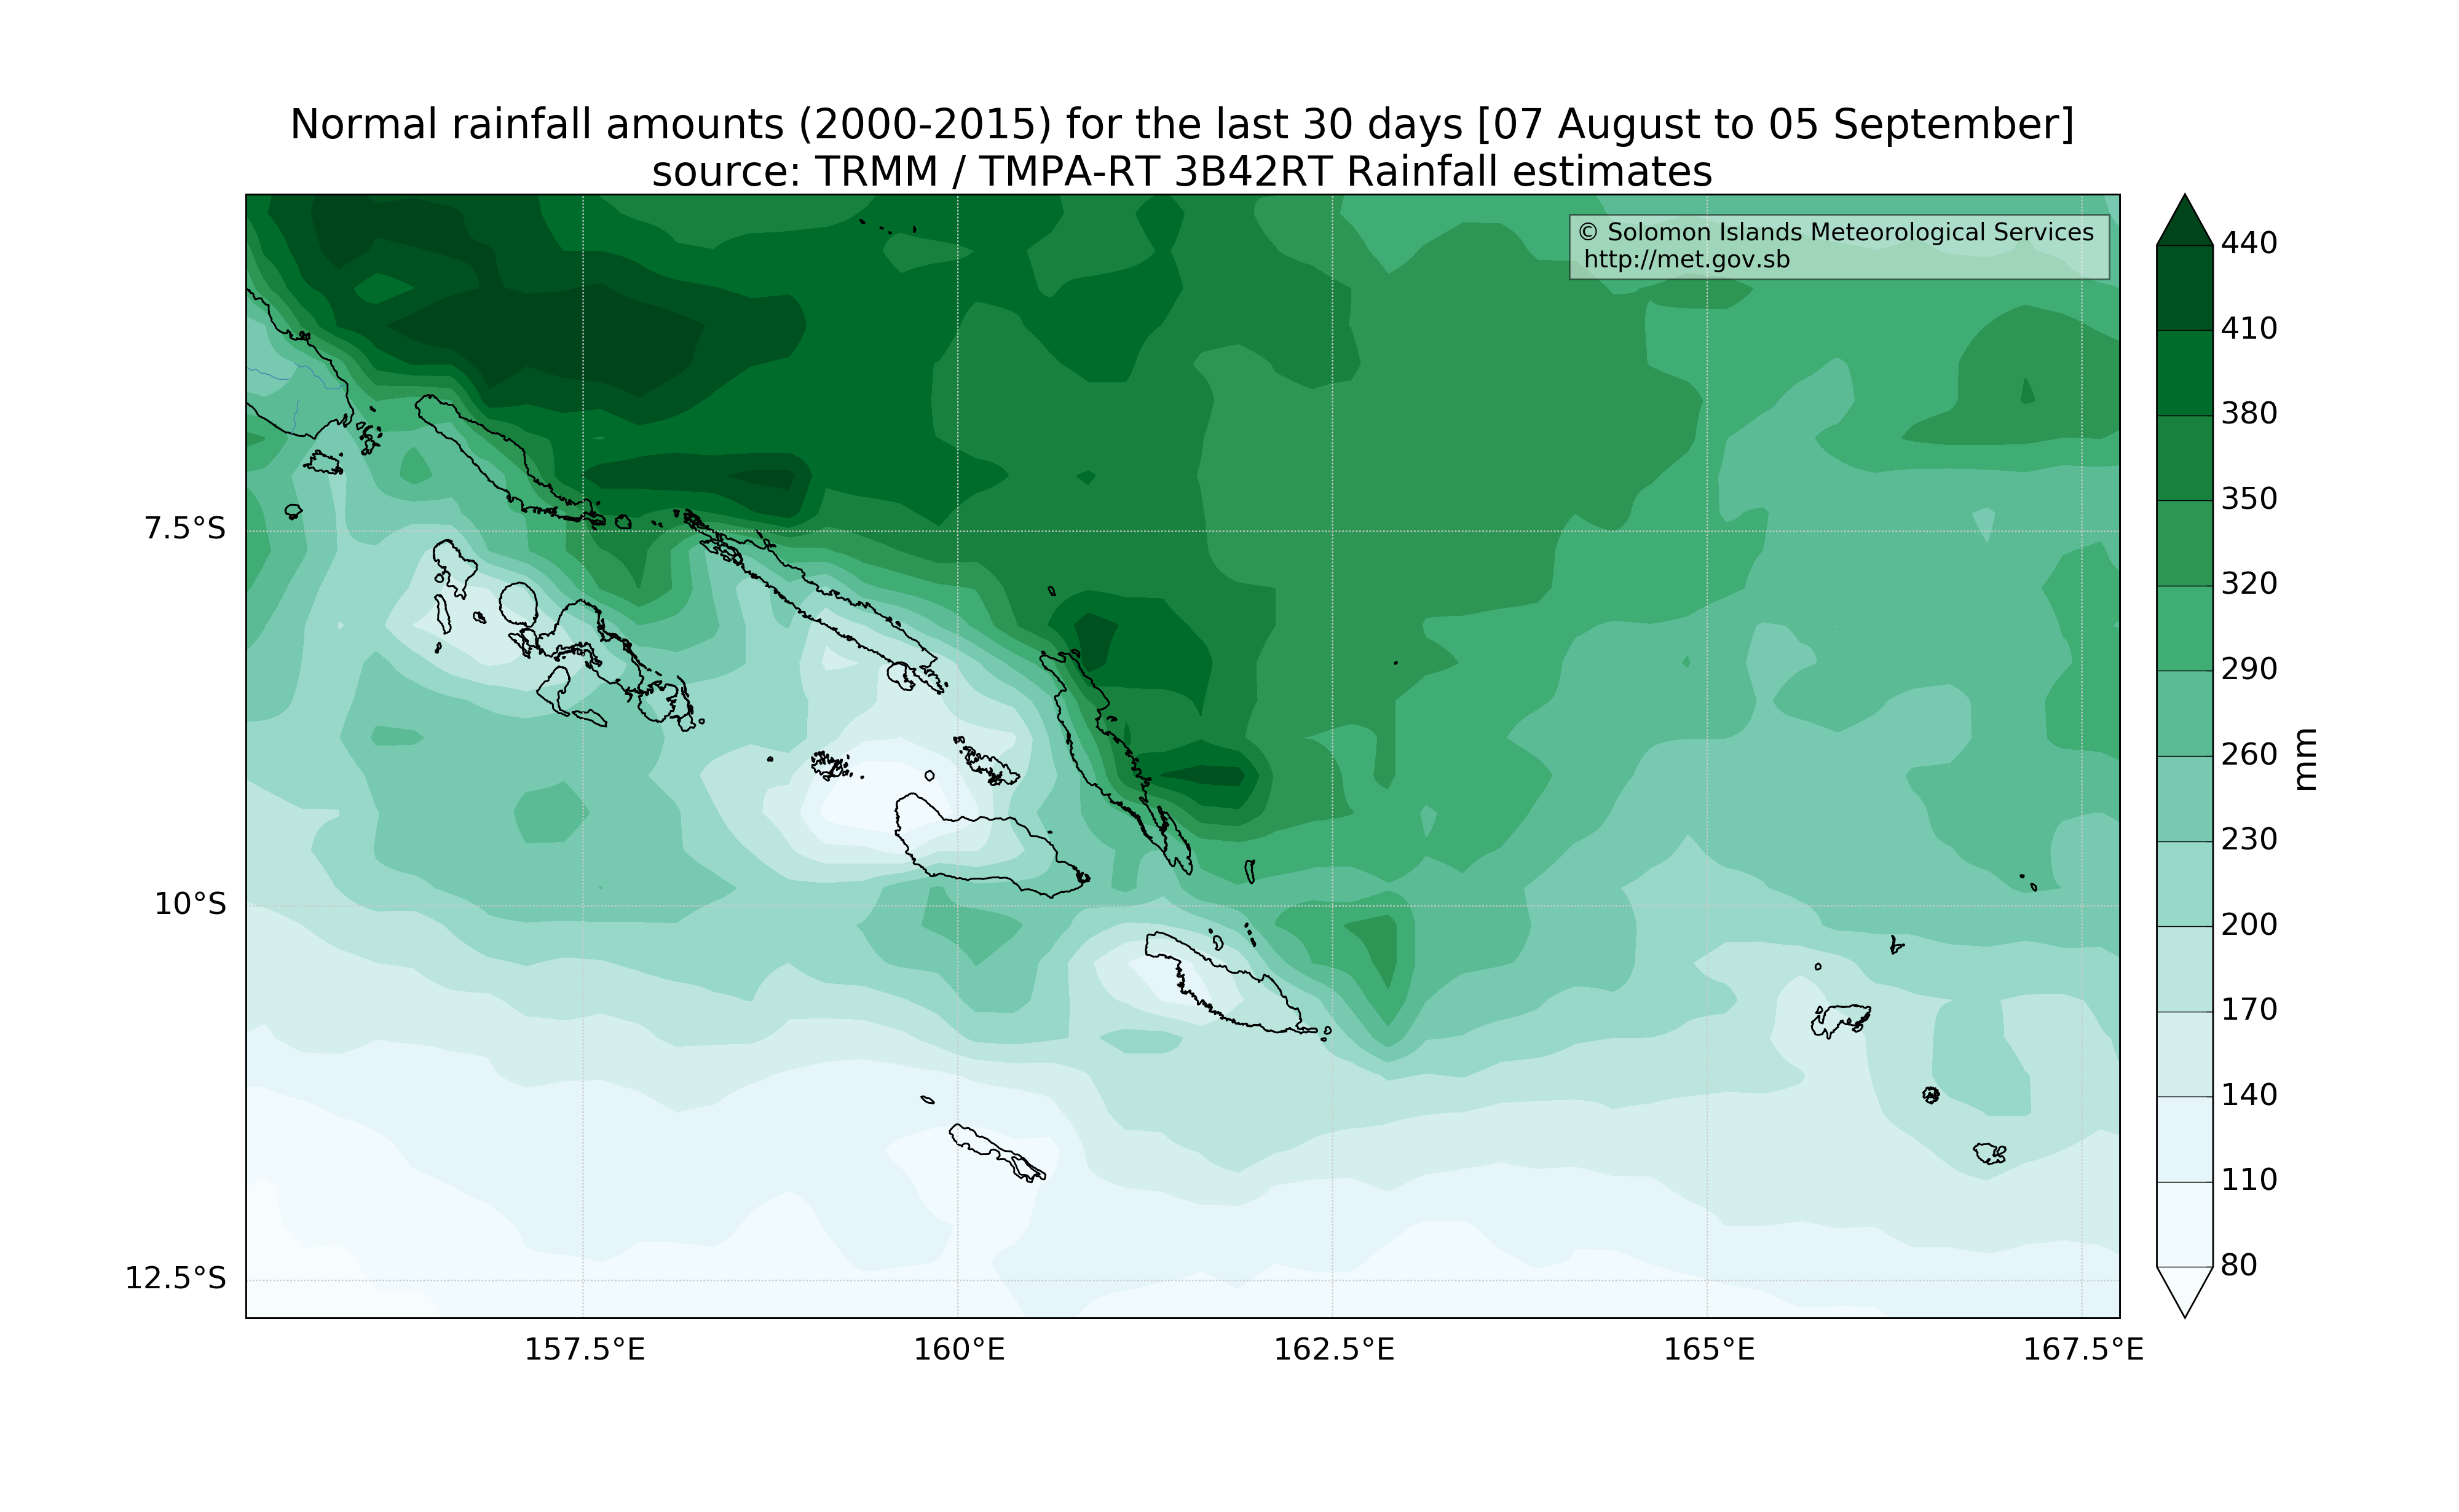 Normal rainfall amounts (2000-2015) for the last 30 days [07 August to 05 September]
source: TRMM / TMPA-RT 3B42RT Rainfall estimates
© Solomon Islands Meteorological Services
http://met.gov.sb
7.5°S
10°S
12.5°S
157.5°E
160°E
162.5°E
165°E
167.5°E
440
410
380
350
320
290
260
230
200
170
140
110
80
mm